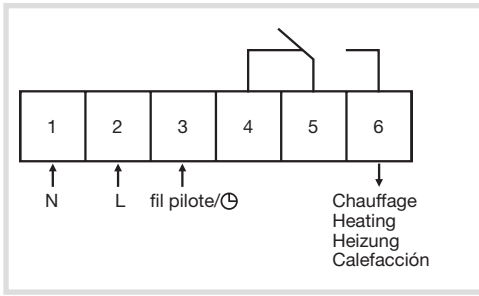 1 2 3 4 5 6
N L fil pilote/
Chauffage
Heating
Heizung
Calefacción